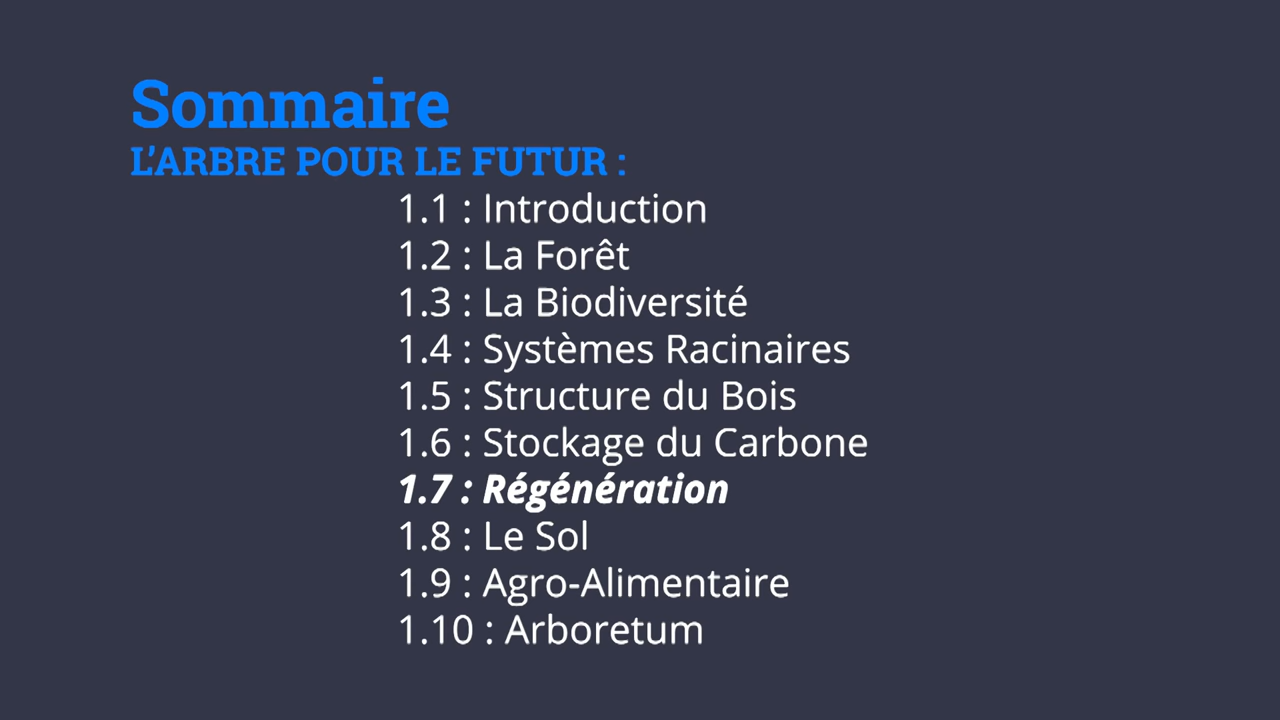 Sommaire
L’ARBRE POUR LE FUTUR :
1.1 : Introduction
1.2 : La Forêt
1.3 : La Biodiversité
1.4 : Systèmes Racinaires
1.5 : Structure du Bois
1.6 : Stockage du Carbone
1.7 : Régénération
1.8 : Le Sol
1.9 : Agro-Alimentaire
1.10 : Arboretum